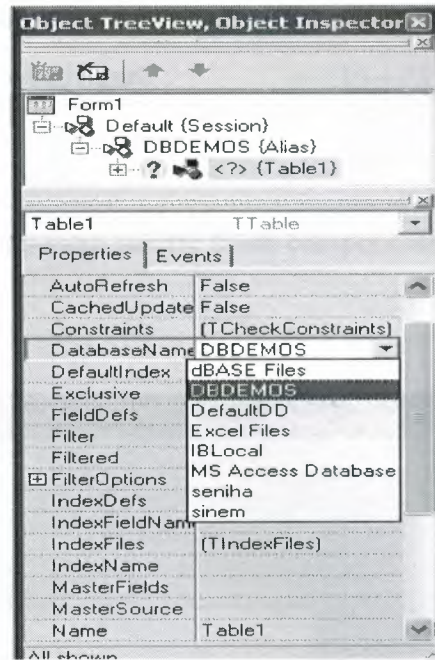 Object TreeView, Object Inspector
Form1
Default {Session}
DBDEMOS {Alias}
? <?> {Table1}
Table1 TTable
Properties Events
AutoRefresh False
CachedUpdate False
Constraints (TCheckConstraints)
DatabaseName DBDEMOS
DefaultIndex dBASE Files
Exclusive DBDEMOS
FieldDefs DefaultDD
Filter Excel Files
Filtered IBLocal
FilterOptions MS Access Database
IndexDefs seniha
IndexFieldNam sinem
IndexFiles (TIndexFiles)
IndexName
MasterFields
MasterSource
Name Table1
All shown